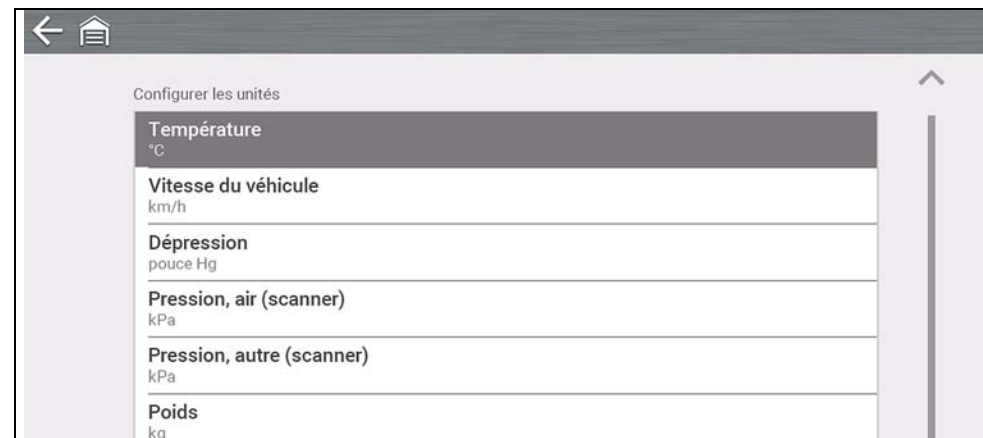 Configurer les unités
Température
°C
Vitesse du véhicule
km/h
Dépression
pouce Hg
Pression, air (scanner)
kPa
Pression, autre (scanner)
kPa
Poids
kg